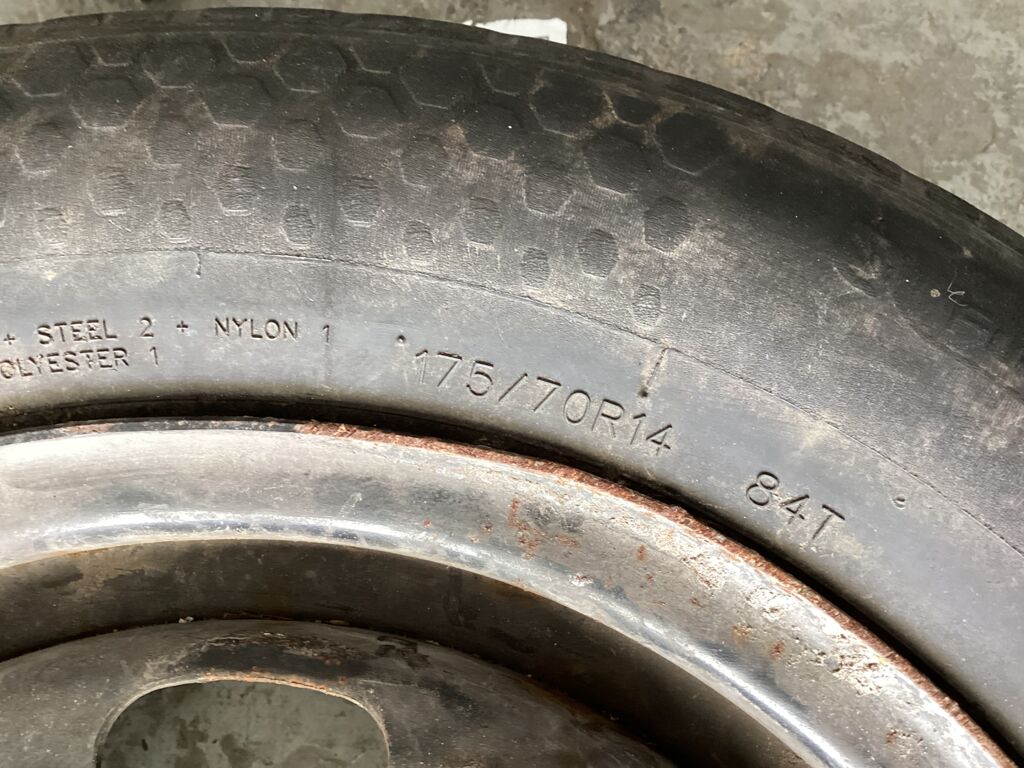 + STEEL 2 + NYLON 1
OLYESTER 1
175/70R14 84T